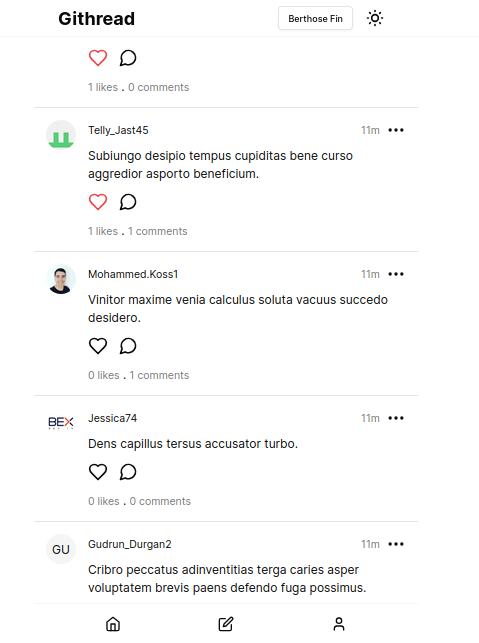 Githread
Berthose Fin
1 likes . 0 comments
Telly_Jast45
11m
Subiungo desipio tempus cupiditas bene curso
aggredior asporto beneficium.
1 likes . 1 comments
Mohammed.Koss1
11m
Vinitor maxime venia calculus soluta vacuus succedo
desidero.
0 likes . 1 comments
BEX
Jessica74
11m
Dens capillus tersus accusator turbo.
0 likes . 0 comments
GU
Gudrun_Durgan2
11m
Cribro peccatus adinventitias terga caries asper
voluptatem brevis paens defendo fuga possimus.